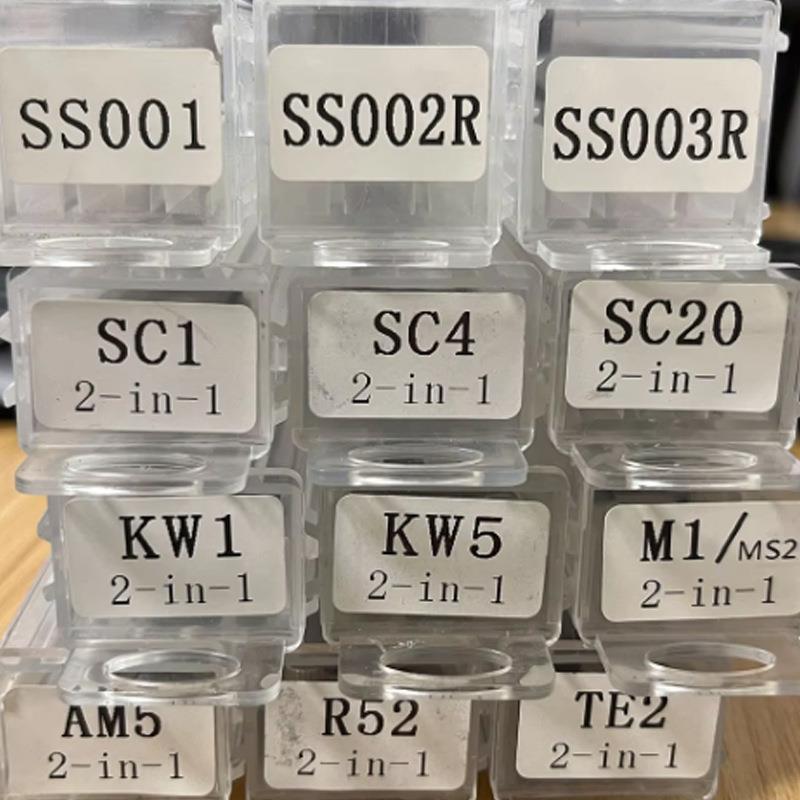 SS001
SS002R
SS003R
SC1
2-in-1
SC4
2-in-1
SC20
2-in-1
KW1
2-in-1
KW5
2-in-1
M1/MS2
2-in-1
AM5
2-in-1
R52
2-in-1
TE2
2-in-1